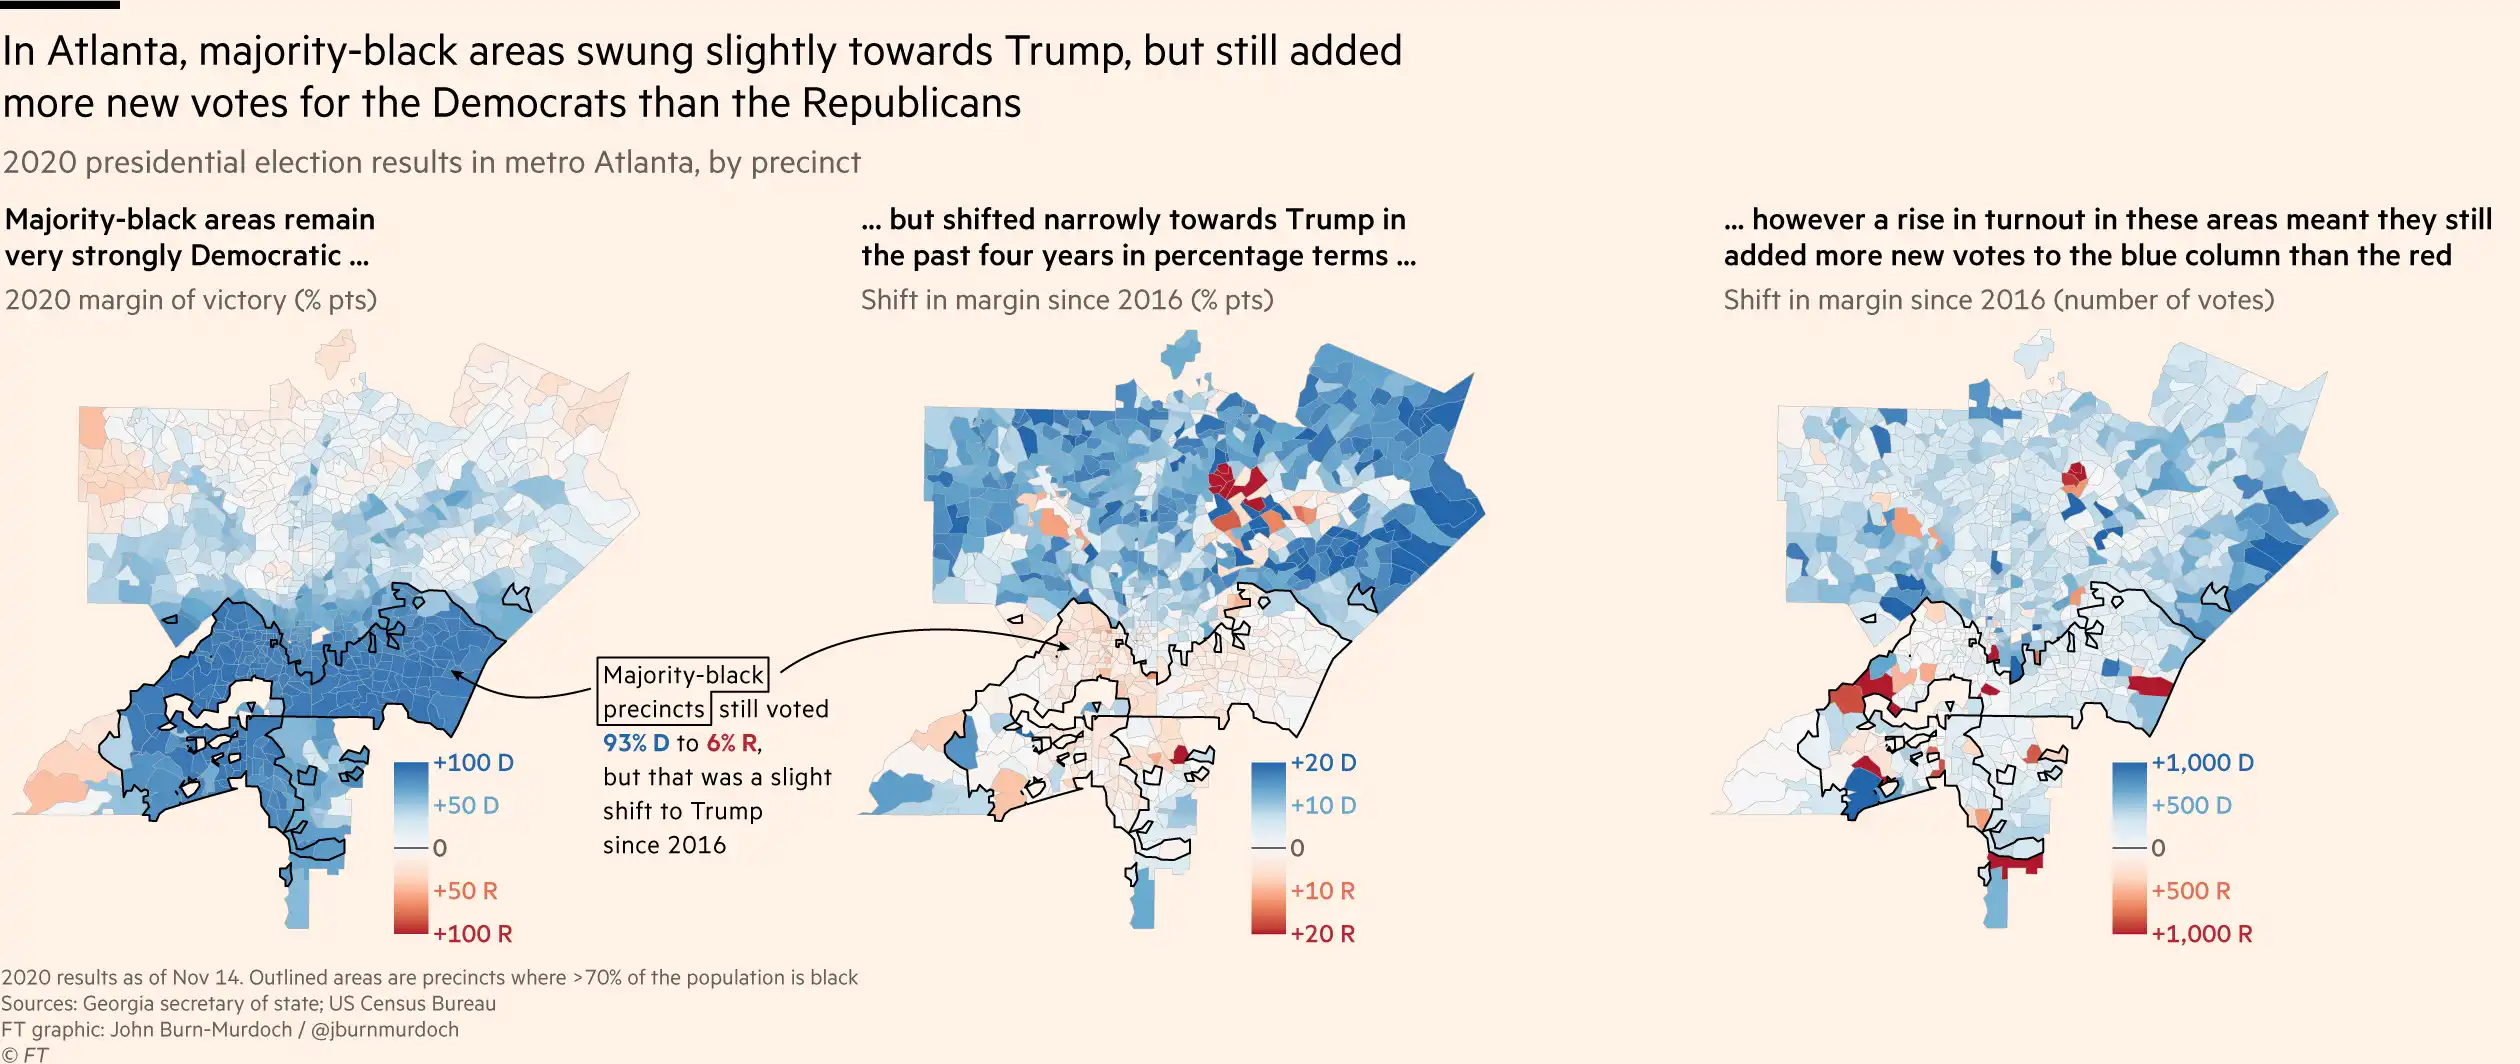 In Atlanta, majority-black areas swung slightly towards Trump, but still added
more new votes for the Democrats than the Republicans
2020 presidential election results in metro Atlanta, by precinct
Majority-black areas remain
very strongly Democratic ...
2020 margin of victory (% pts)
... but shifted narrowly towards Trump in
the past four years in percentage terms ...
Shift in margin since 2016 (% pts)
... however a rise in turnout in these areas meant they still
added more new votes to the blue column than the red
Shift in margin since 2016 (number of votes)
Majority-black
precincts still voted
93% D to 6% R,
but that was a slight
shift to Trump
since 2016
+100 D
+50 D
0
+50 R
+100 R
+20 D
+10 D
0
+10 R
+20 R
+1,000 D
+500 D
0
+500 R
+1,000 R
2020 results as of Nov 14. Outlined areas are precincts where >70% of the population is black
Sources: Georgia secretary of state; US Census Bureau
FT graphic: John Burn-Murdoch / @jburnmurdoch
© FT